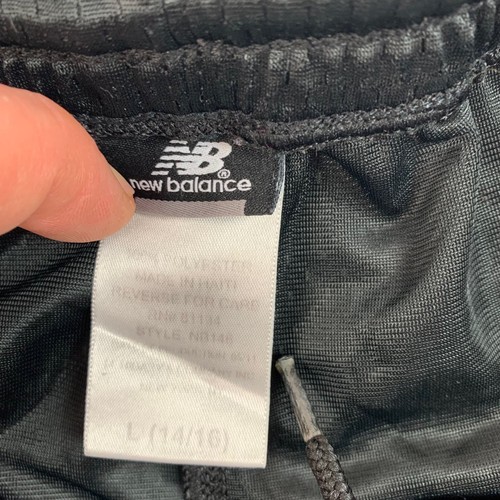 NB
new balance
100% POLYESTER
MADE IN HAITI
REVERSE FOR CARE
RN# 81134
STYLE NB146
L (14/16)